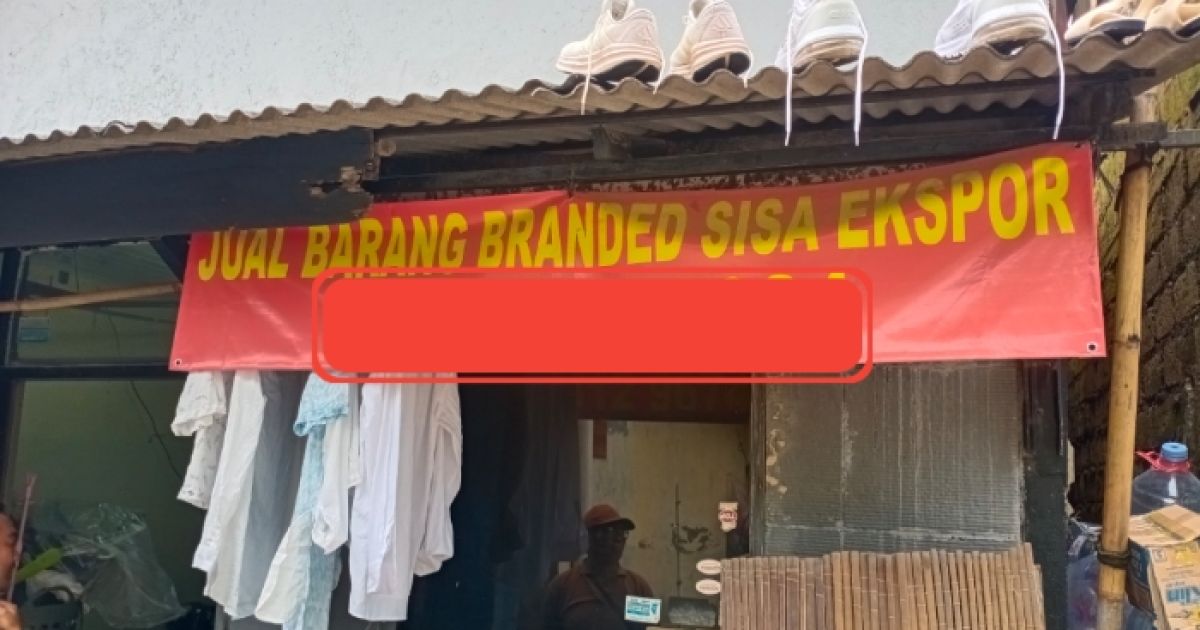 JUAL BARANG BRANDED SISA EKSPOR